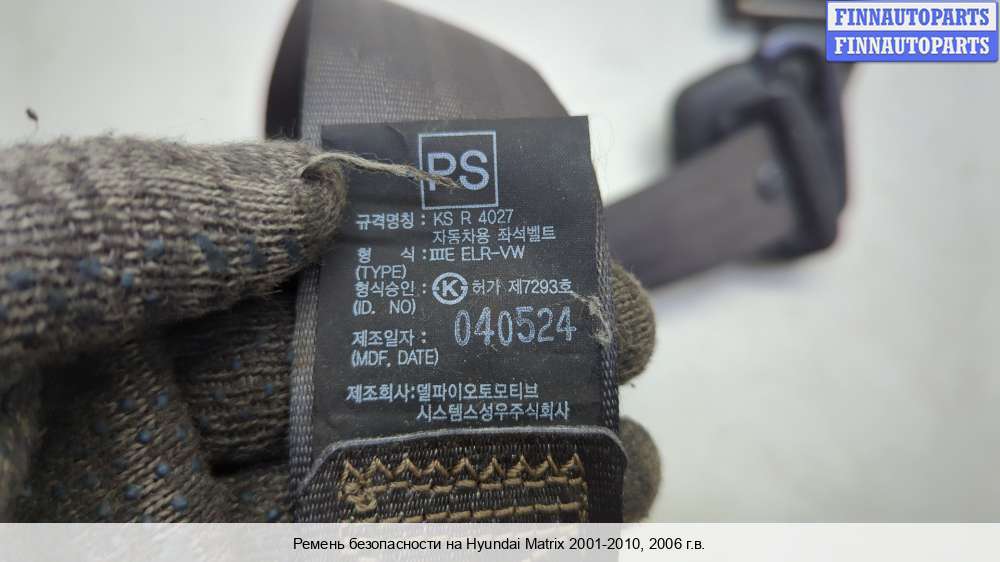 FINNAUTOPARTS
FINNAUTOPARTS
PS
규격명칭 : KS R 4027
자동차용 좌석벨트
형 식 : ⅢE ELR-VW
(TYPE)
형식승인 : K 허가 제7293호
(ID. NO)
제조일자 : 040524
(MDF. DATE)
제조회사:델파이오토모티브
시스템스성우주식회사
Ремень безопасности на Hyundai Matrix 2001-2010, 2006 г.в.